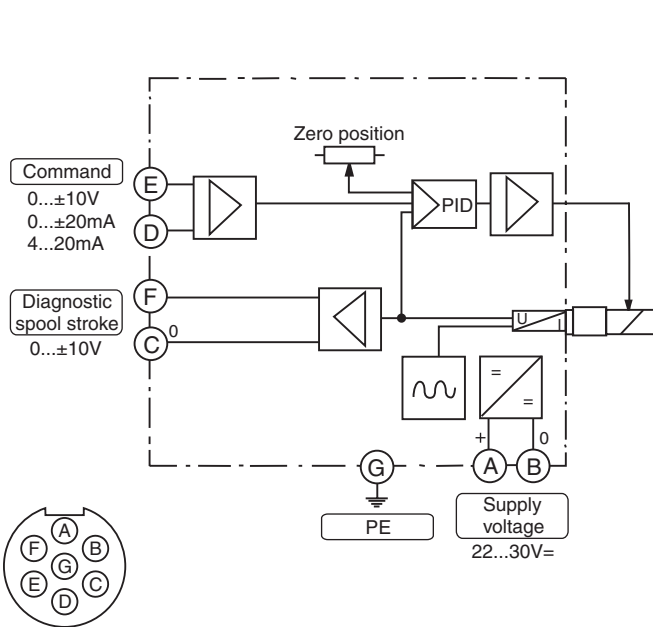 Zero position
Command
E
0...±10V
PID
0...±20mA
D
4...20mA
F
Diagnostic
spool stroke
0
C
0...±10V
U
I
=
=
+
0
G
A
B
Supply
voltage
PE
22...30V=
A
F
B
G
E
C
D